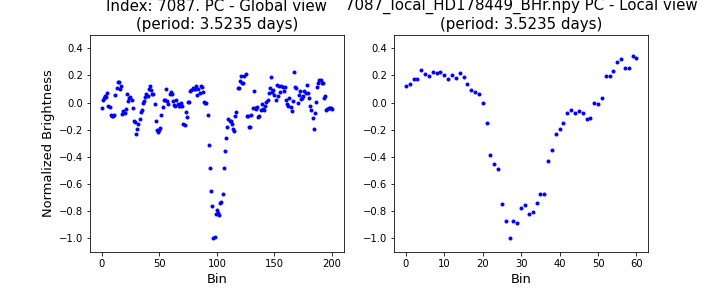 Index: 7087. PC - Global view
(period: 3.5235 days)
7087_local_HD178449_BHr.npy PC - Local view
(period: 3.5235 days)
Normalized Brightness
0.4
0.2
0.0
−0.2
−0.4
−0.6
−0.8
−1.0
0 50 100 150 200
Bin
0.4
0.2
0.0
−0.2
−0.4
−0.6
−0.8
−1.0
0 10 20 30 40 50 60
Bin